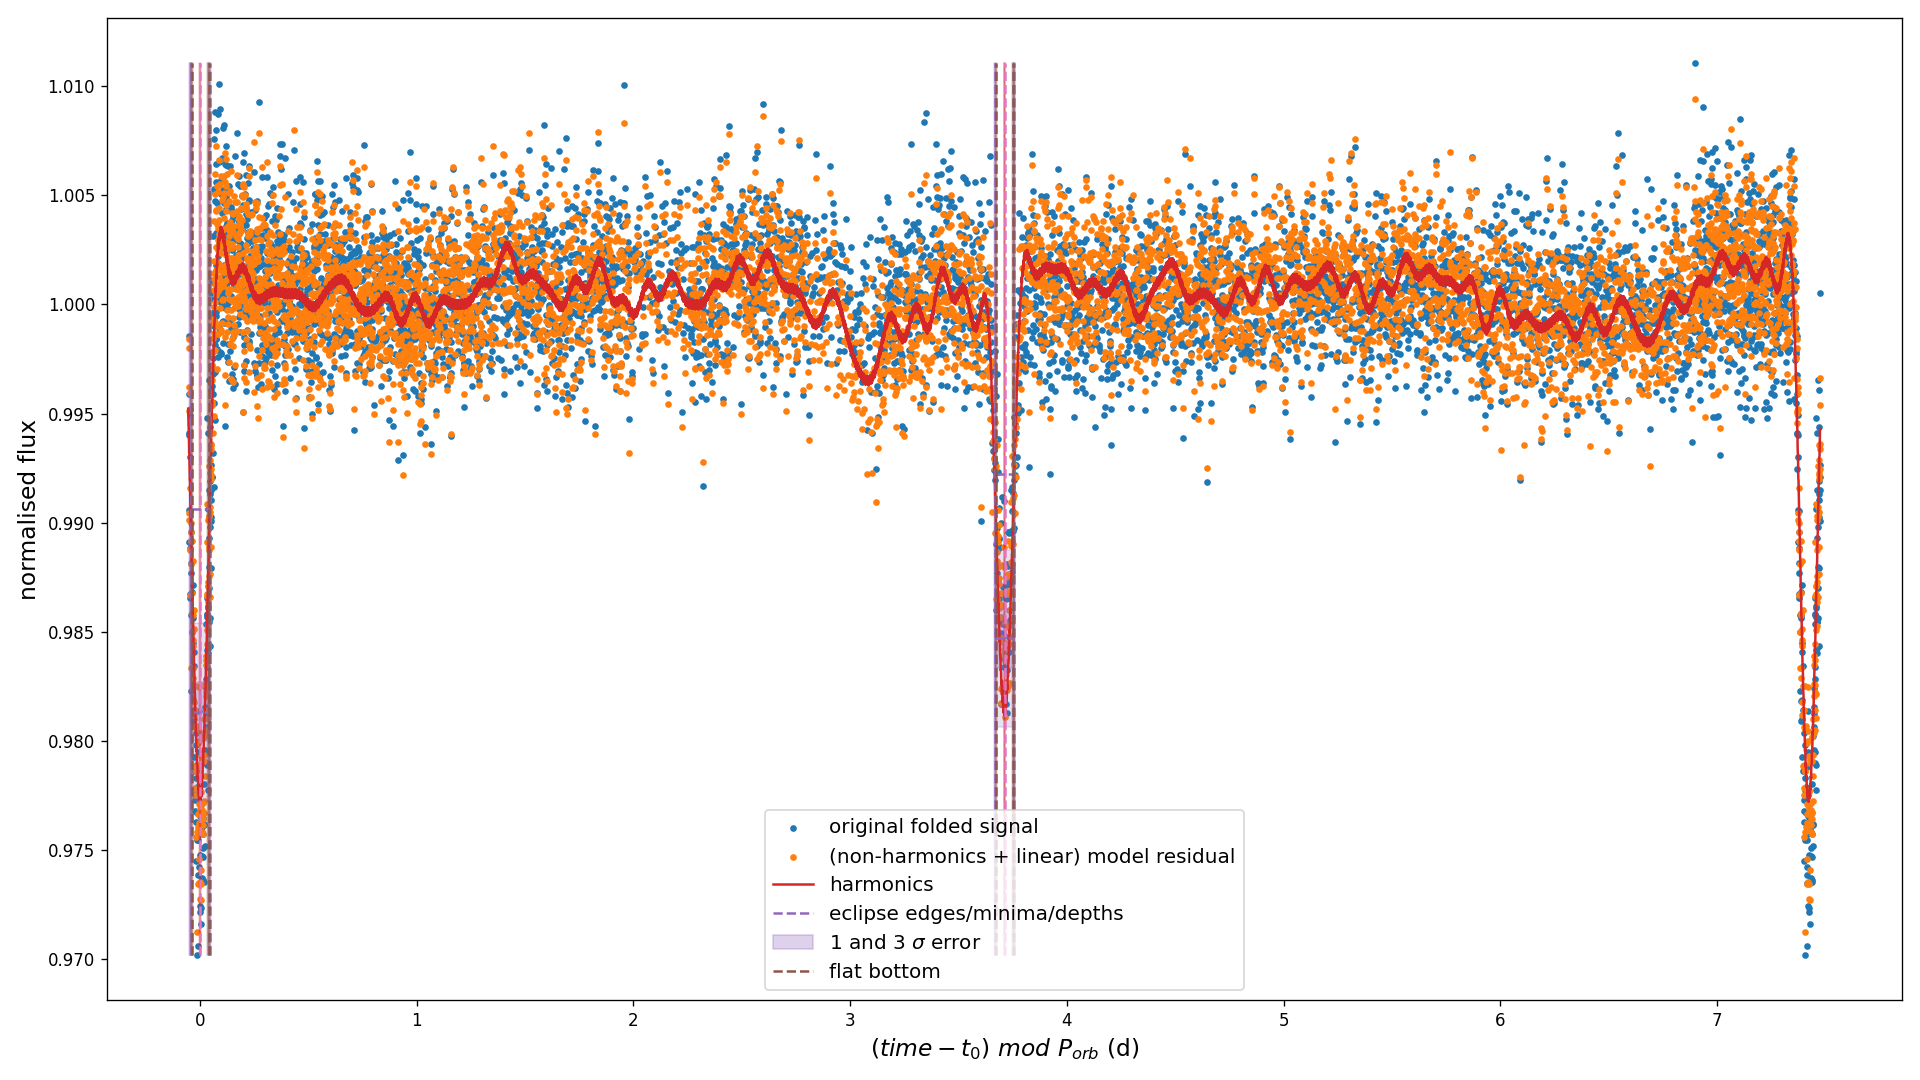 normalised flux
1.010
1.005
1.000
0.995
0.990
0.985
0.980
0.975
0.970
original folded signal
(non-harmonics + linear) model residual
harmonics
eclipse edges/minima/depths
1 and 3 σ error
flat bottom
0 1 2 3 4 5 6 7
(time − t₀) mod P_orb (d)